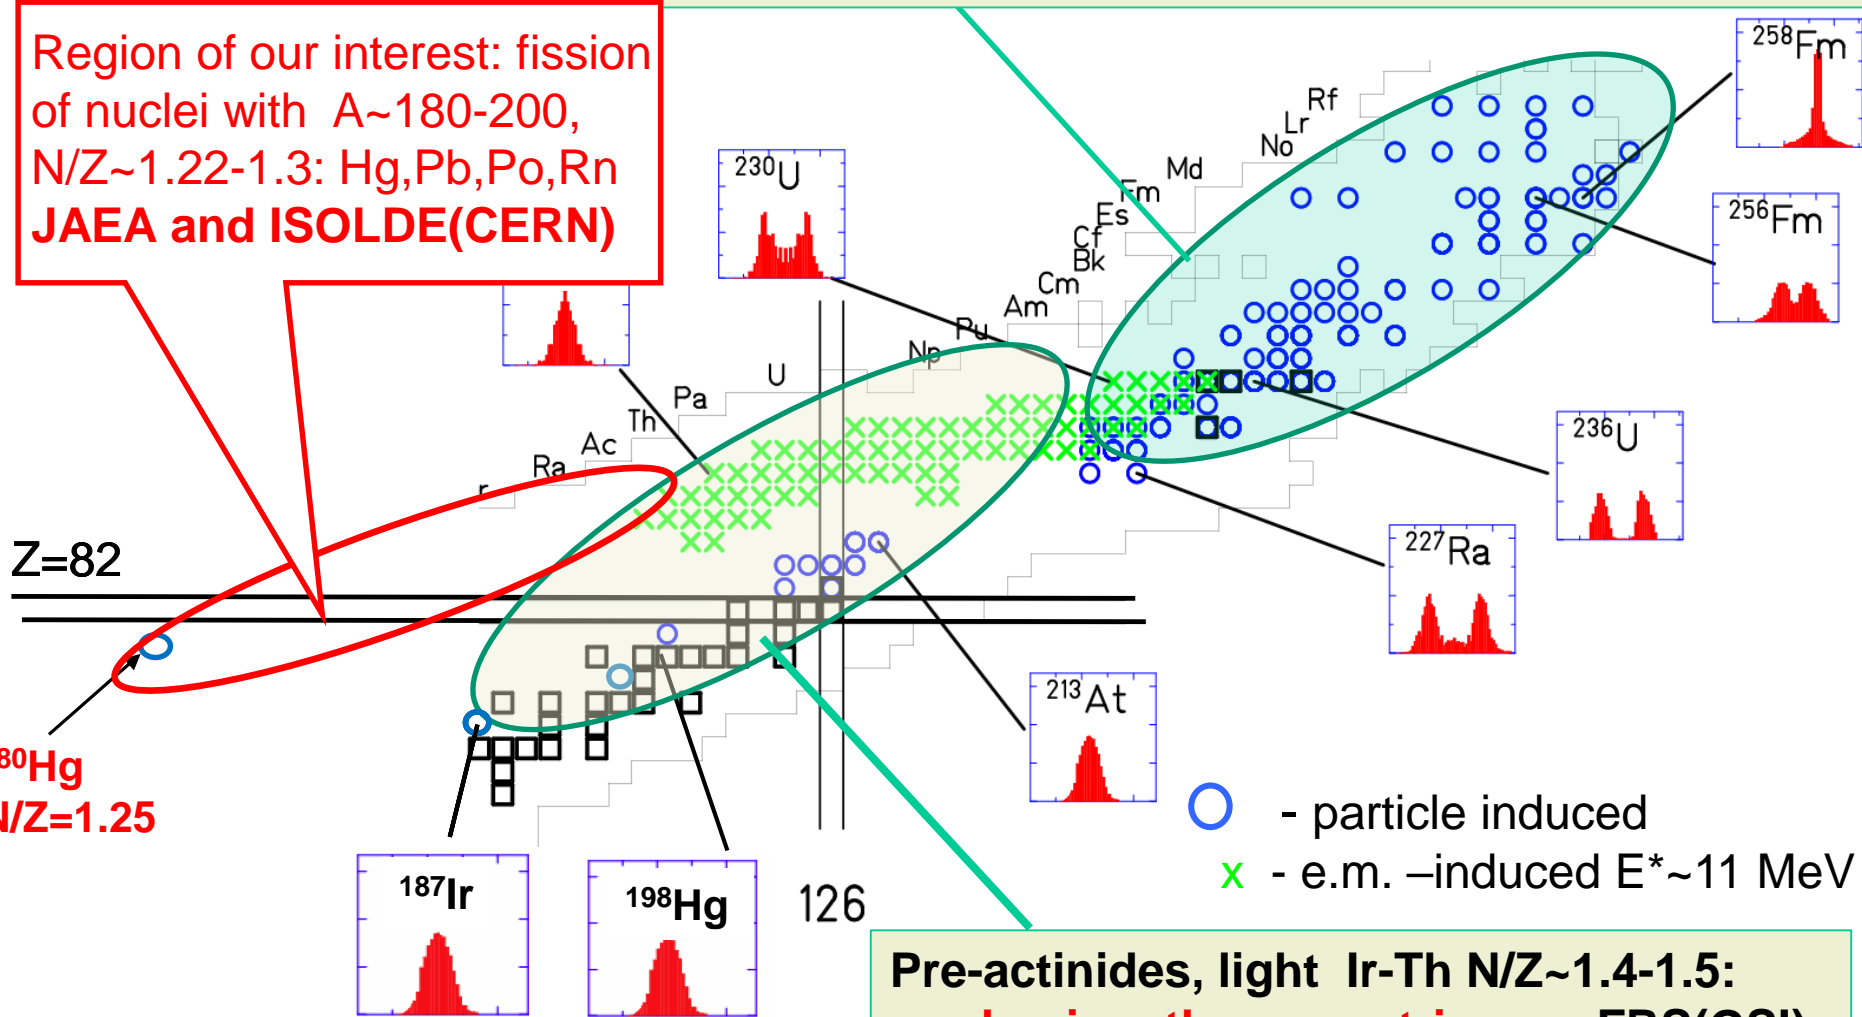 Region of our interest: fission
of nuclei with A~180-200,
N/Z~1.22-1.3: Hg,Pb,Po,Rn
JAEA and ISOLDE(CERN)
258Fm
256Fm
230U
236U
227Ra
213At
Rf
Lr
No
Md
Fm
Es
Cf
Bk
Cm
Am
Pu
Np
U
Pa
Th
Ac
Ra
r
Z=82
80Hg
N/Z=1.25
187Ir
198Hg
126
- particle induced
x - e.m. –induced E*~11 MeV
Pre-actinides, light Ir-Th N/Z~1.4-1.5: